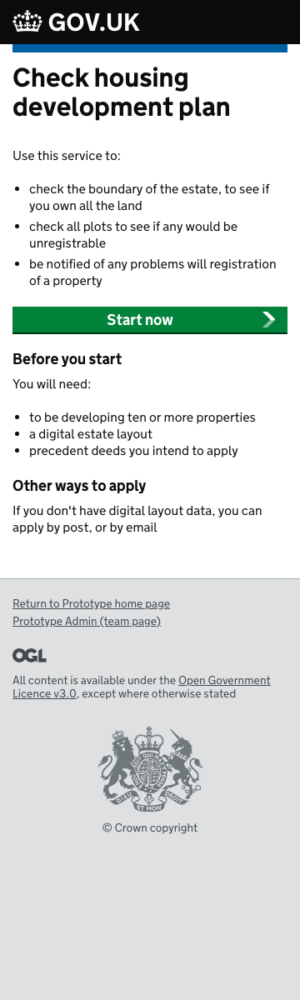 GOV.UK
Check housing
development plan
Use this service to:
• check the boundary of the estate, to see if
you own all the land
• check all plots to see if any would be
unregistrable
• be notified of any problems will registration
of a property
Start now
Before you start
You will need:
• to be developing ten or more properties
• a digital estate layout
• precedent deeds you intend to apply
Other ways to apply
If you don't have digital layout data, you can
apply by post, or by email
Return to Prototype home page
Prototype Admin (team page)
OGL
All content is available under the Open Government
Licence v3.0, except where otherwise stated
DIEU ET MON DROIT
© Crown copyright